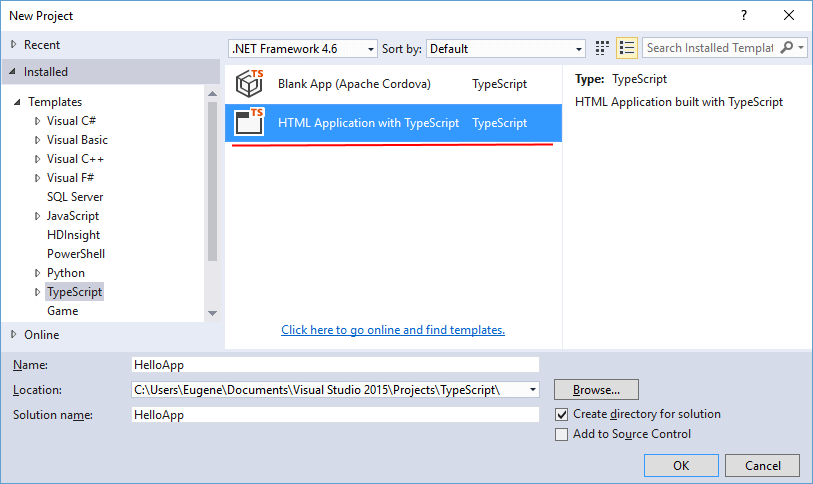 New Project
?
Recent
.NET Framework 4.6
Sort by:
Default
Search Installed Templat
Installed
Templates
Visual C#
Visual Basic
Visual C++
Visual F#
SQL Server
JavaScript
HDInsight
PowerShell
Python
TypeScript
Game
Online
TS
Blank App (Apache Cordova)
TypeScript
TS
HTML Application with TypeScript
TypeScript
Click here to go online and find templates.
Type: TypeScript
HTML Application built with TypeScript
Name:
HelloApp
Location:
C:\Users\Eugene\Documents\Visual Studio 2015\Projects\TypeScript\
Browse...
Solution name:
HelloApp
Create directory for solution
Add to Source Control
OK
Cancel